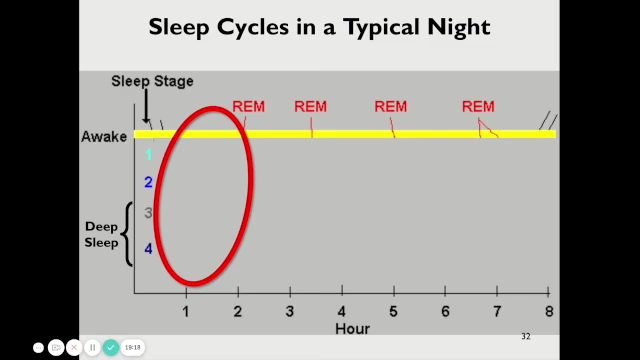 Sleep Cycles in a Typical Night
Sleep Stage
REM REM REM REM
Awake
1
2
3
Deep
Sleep
4
1 2 3 4 5 6 7 8
Hour
32
19:18